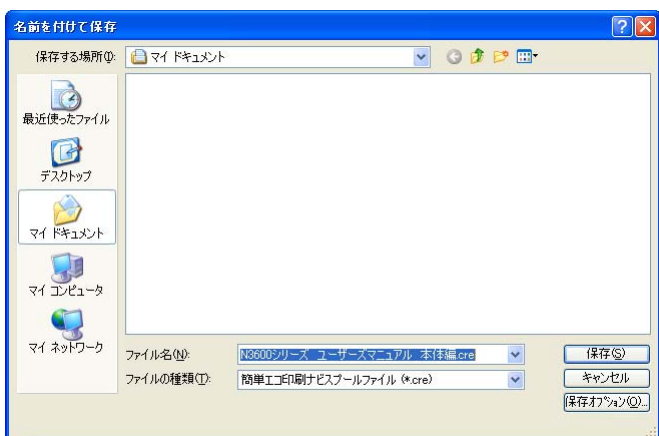 名前を付けて保存
保存する場所(I):
マイ ドキュメント
最近使ったファイル
デスクトップ
マイ ドキュメント
マイ コンピュータ
マイ ネットワーク
ファイル名(N):
N3600シリーズ ユーザーズマニュアル 本体編.cre
保存(S)
ファイルの種類(T):
簡単エコ印刷ナビスプールファイル (*.cre)
キャンセル
保存オプション(O)...